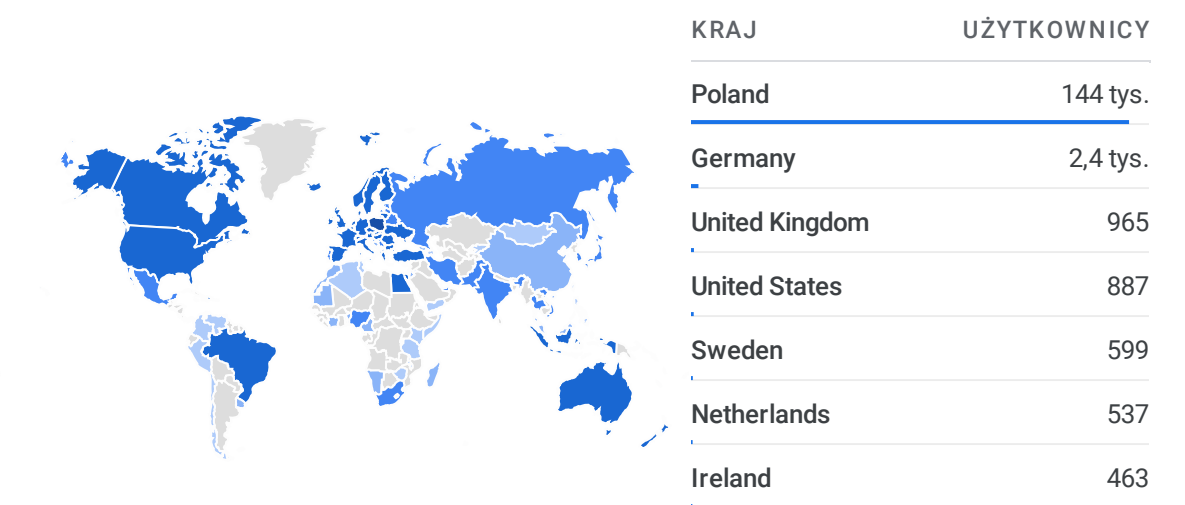 KRAJ UŻYTKOWNICY
Poland 144 tys.
Germany 2,4 tys.
United Kingdom 965
United States 887
Sweden 599
Netherlands 537
Ireland 463